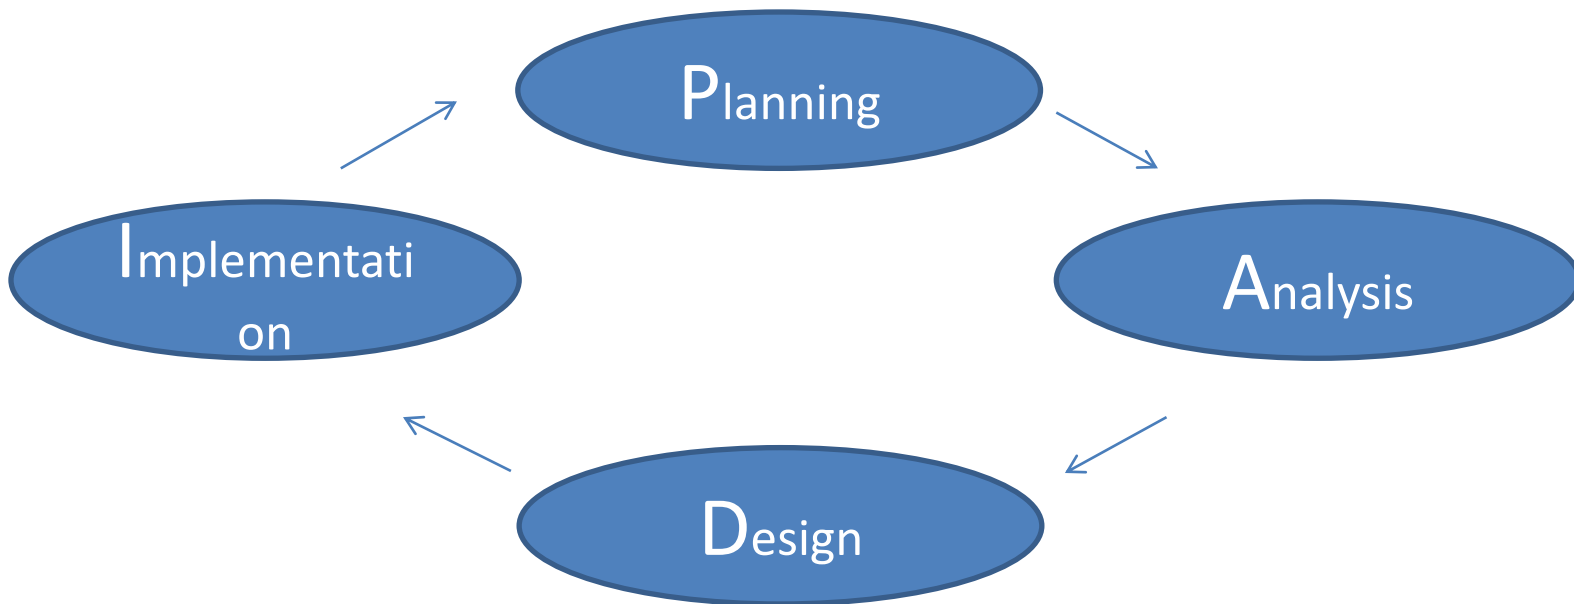 Planning
Implementati
on
Analysis
Design